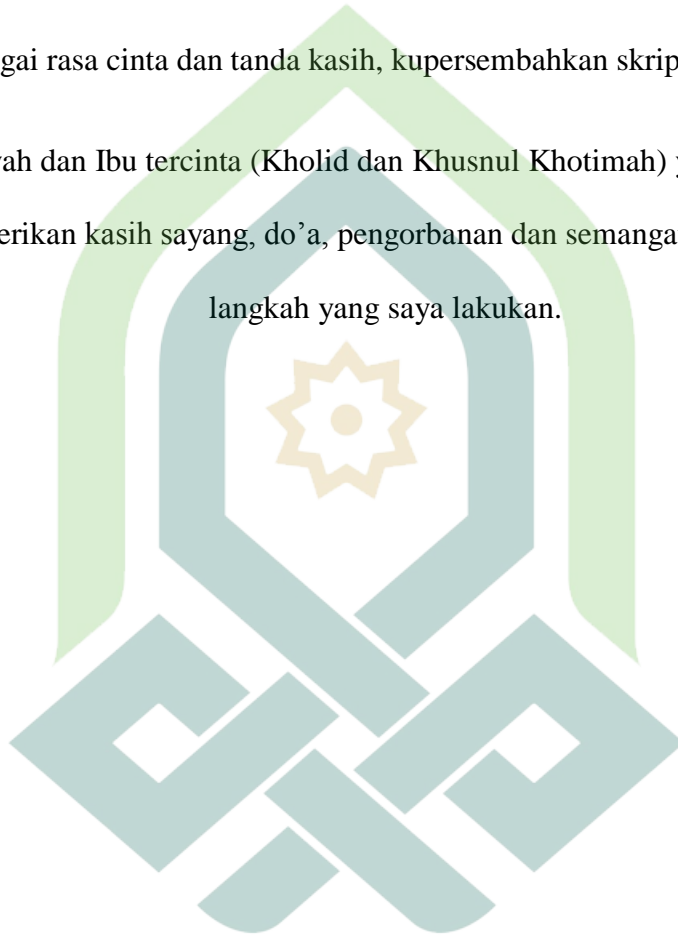 gai rasa cinta dan tanda kasih, kupersembahkan skrip
yah dan Ibu tercinta (Kholid dan Khusnul Khotimah) y
erikan kasih sayang, do’a, pengorbanan dan semanga
langkah yang saya lakukan.